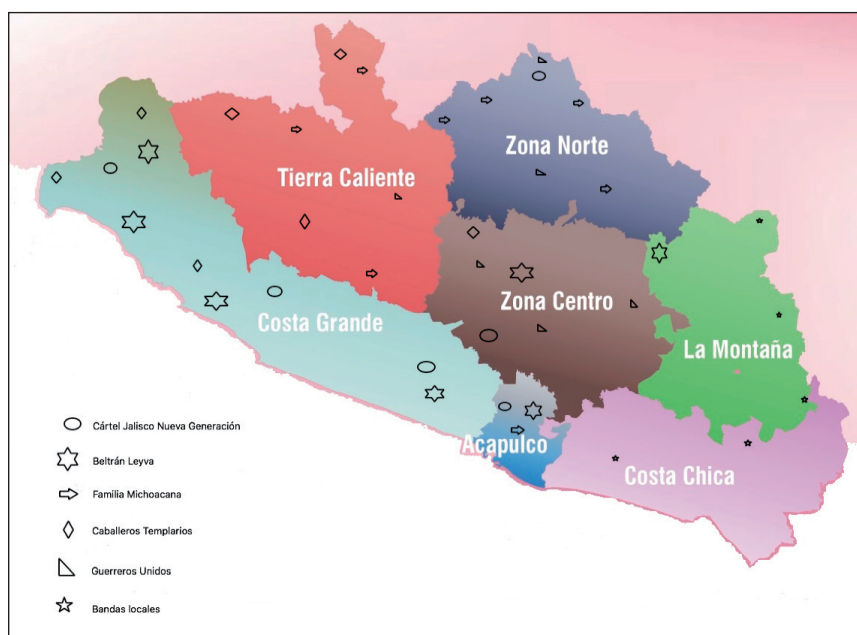 Zona Norte
Tierra Caliente
Zona Centro
Costa Grande
La Montaña
Acapulco
Costa Chica
Cártel Jalisco Nueva Generación
Beltrán Leyva
Familia Michoacana
Caballeros Templarios
Guerreros Unidos
Bandas locales